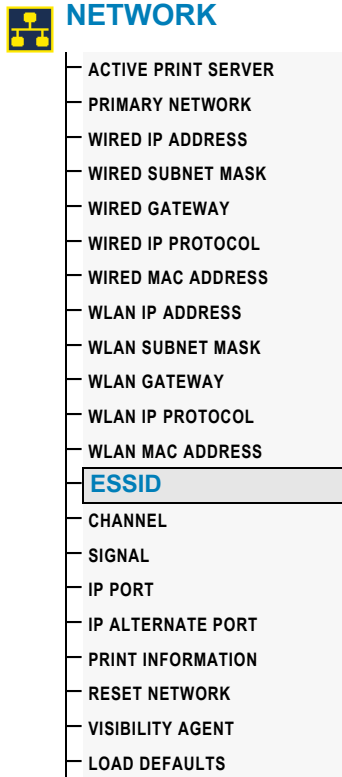 NETWORK
ACTIVE PRINT SERVER
PRIMARY NETWORK
WIRED IP ADDRESS
WIRED SUBNET MASK
WIRED GATEWAY
WIRED IP PROTOCOL
WIRED MAC ADDRESS
WLAN IP ADDRESS
WLAN SUBNET MASK
WLAN GATEWAY
WLAN IP PROTOCOL
WLAN MAC ADDRESS
ESSID
CHANNEL
SIGNAL
IP PORT
IP ALTERNATE PORT
PRINT INFORMATION
RESET NETWORK
VISIBILITY AGENT
LOAD DEFAULTS